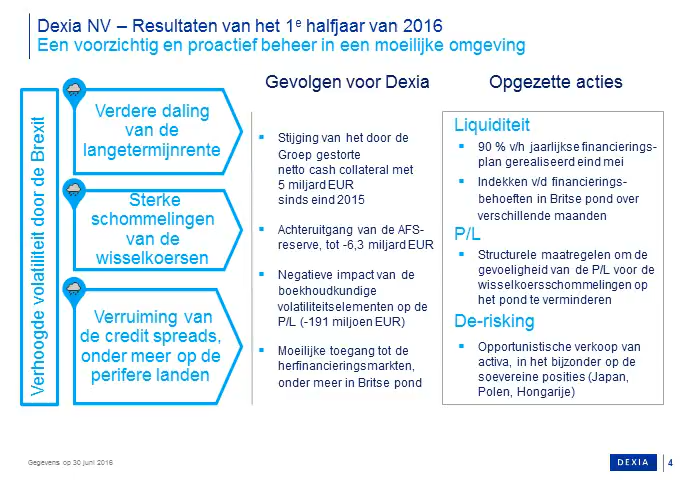 Dexia NV – Resultaten van het 1e halfjaar van 2016
Een voorzichtig en proactief beheer in een moeilijke omgeving
Verhoogde volatiliteit door de Brexit
Verdere daling
van de
langetermijnrente
Sterke
schommelingen
van de
wisselkoersen
Verruiming van
de credit spreads,
onder meer op de
perifere landen
Gevolgen voor Dexia
▪ Stijging van het door de
Groep gestorte
netto cash collateral met
5 miljard EUR
sinds eind 2015
▪ Achteruitgang van de AFS-
reserve, tot -6,3 miljard EUR
▪ Negatieve impact van de
boekhoudkundige
volatiliteitselementen op de
P/L (-191 miljoen EUR)
▪ Moeilijke toegang tot de
herfinancieringsmarkten,
onder meer in Britse pond
Opgezette acties
Liquiditeit
▪ 90 % v/h jaarlijkse financierings-
plan gerealiseerd eind mei
▪ Indekken v/d financierings-
behoeften in Britse pond over
verschillende maanden
P/L
▪ Structurele maatregelen om de
gevoeligheid van de P/L voor de
wisselkoersschommelingen op
het pond te verminderen
De-risking
▪ Opportunistische verkoop van
activa, in het bijzonder op de
soevereine posities (Japan,
Polen, Hongarije)
Gegevens op 30 juni 2016
DEXIA
4